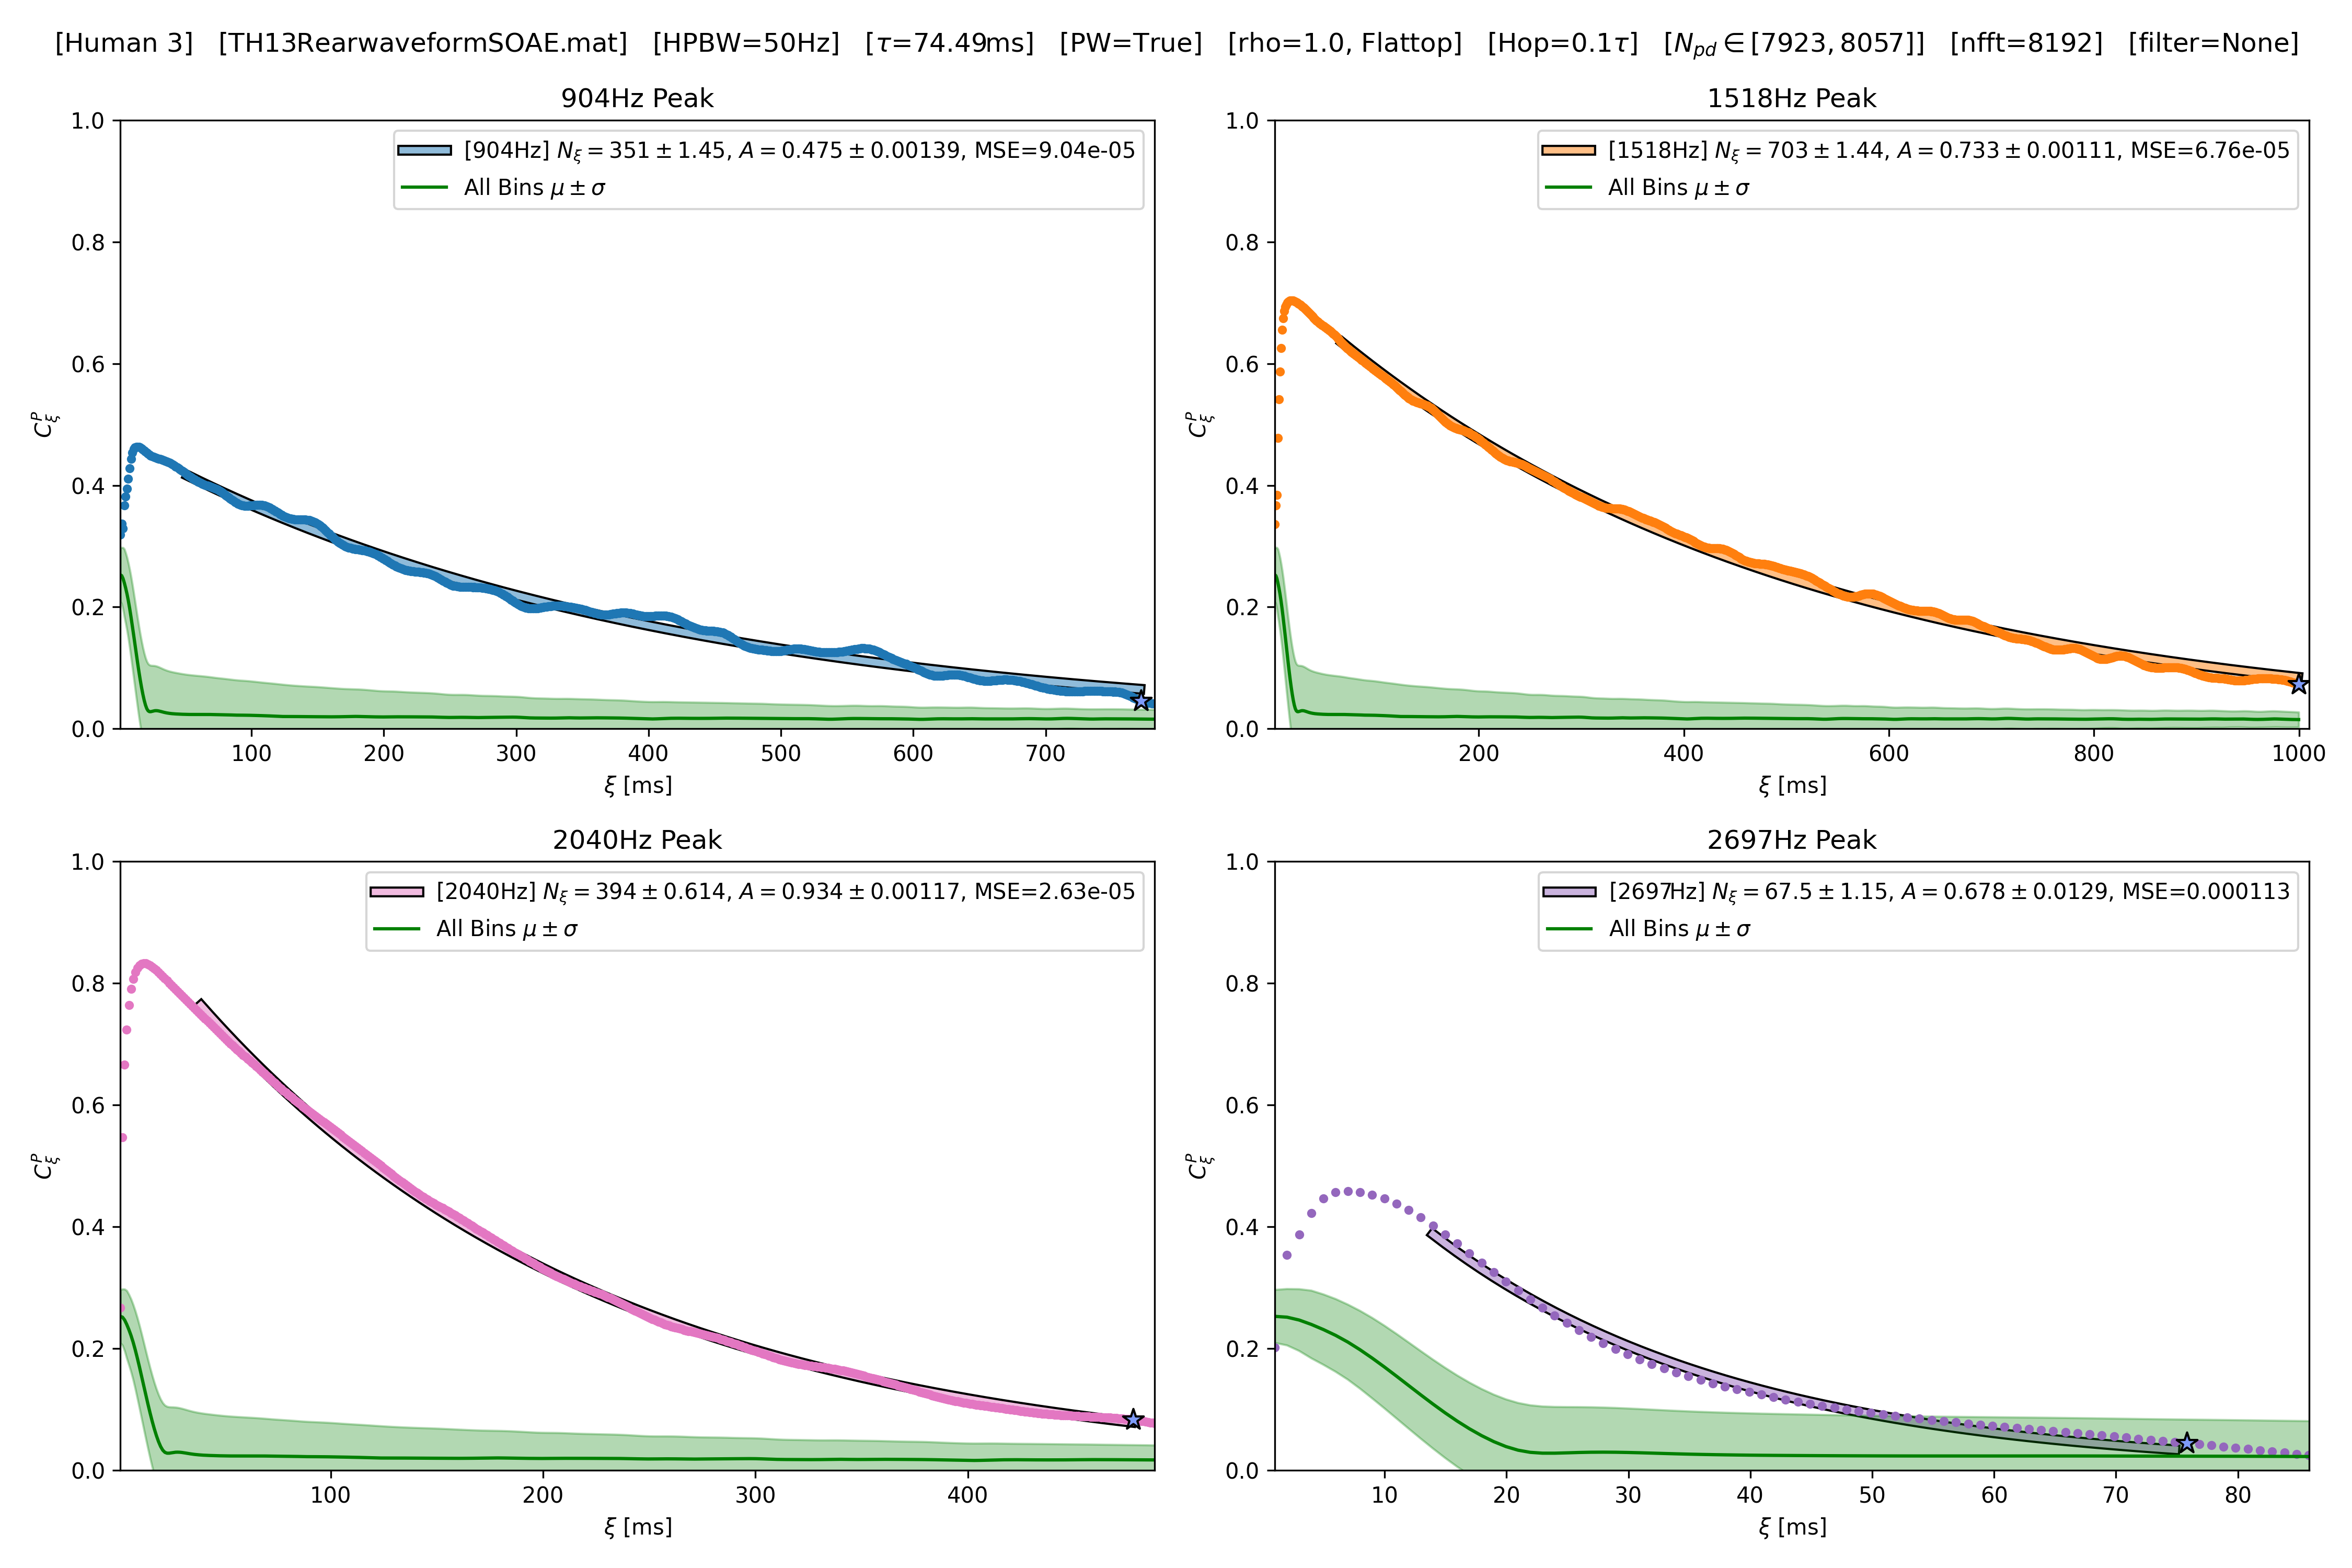 [Human 3] [TH13RearwaveformSOAE.mat] [HPBW=50Hz] [τ=74.49ms] [PW=True] [rho=1.0, Flattop] [Hop=0.1τ] [N_pd ∈ [7923, 8057]] [nfft=8192] [filter=None]
904Hz Peak
[904Hz] N_ξ = 351 ± 1.45, A = 0.475 ± 0.00139, MSE=9.04e-05
All Bins μ ± σ
1.0
0.8
0.6
0.4
0.2
0.0
C_ξ^P
100 200 300 400 500 600 700
ξ [ms]
1518Hz Peak
[1518Hz] N_ξ = 703 ± 1.44, A = 0.733 ± 0.00111, MSE=6.76e-05
All Bins μ ± σ
1.0
0.8
0.6
0.4
0.2
0.0
C_ξ^P
200 400 600 800 1000
ξ [ms]
2040Hz Peak
[2040Hz] N_ξ = 394 ± 0.614, A = 0.934 ± 0.00117, MSE=2.63e-05
All Bins μ ± σ
1.0
0.8
0.6
0.4
0.2
0.0
C_ξ^P
100 200 300 400
ξ [ms]
2697Hz Peak
[2697Hz] N_ξ = 67.5 ± 1.15, A = 0.678 ± 0.0129, MSE=0.000113
All Bins μ ± σ
1.0
0.8
0.6
0.4
0.2
0.0
C_ξ^P
10 20 30 40 50 60 70 80
ξ [ms]